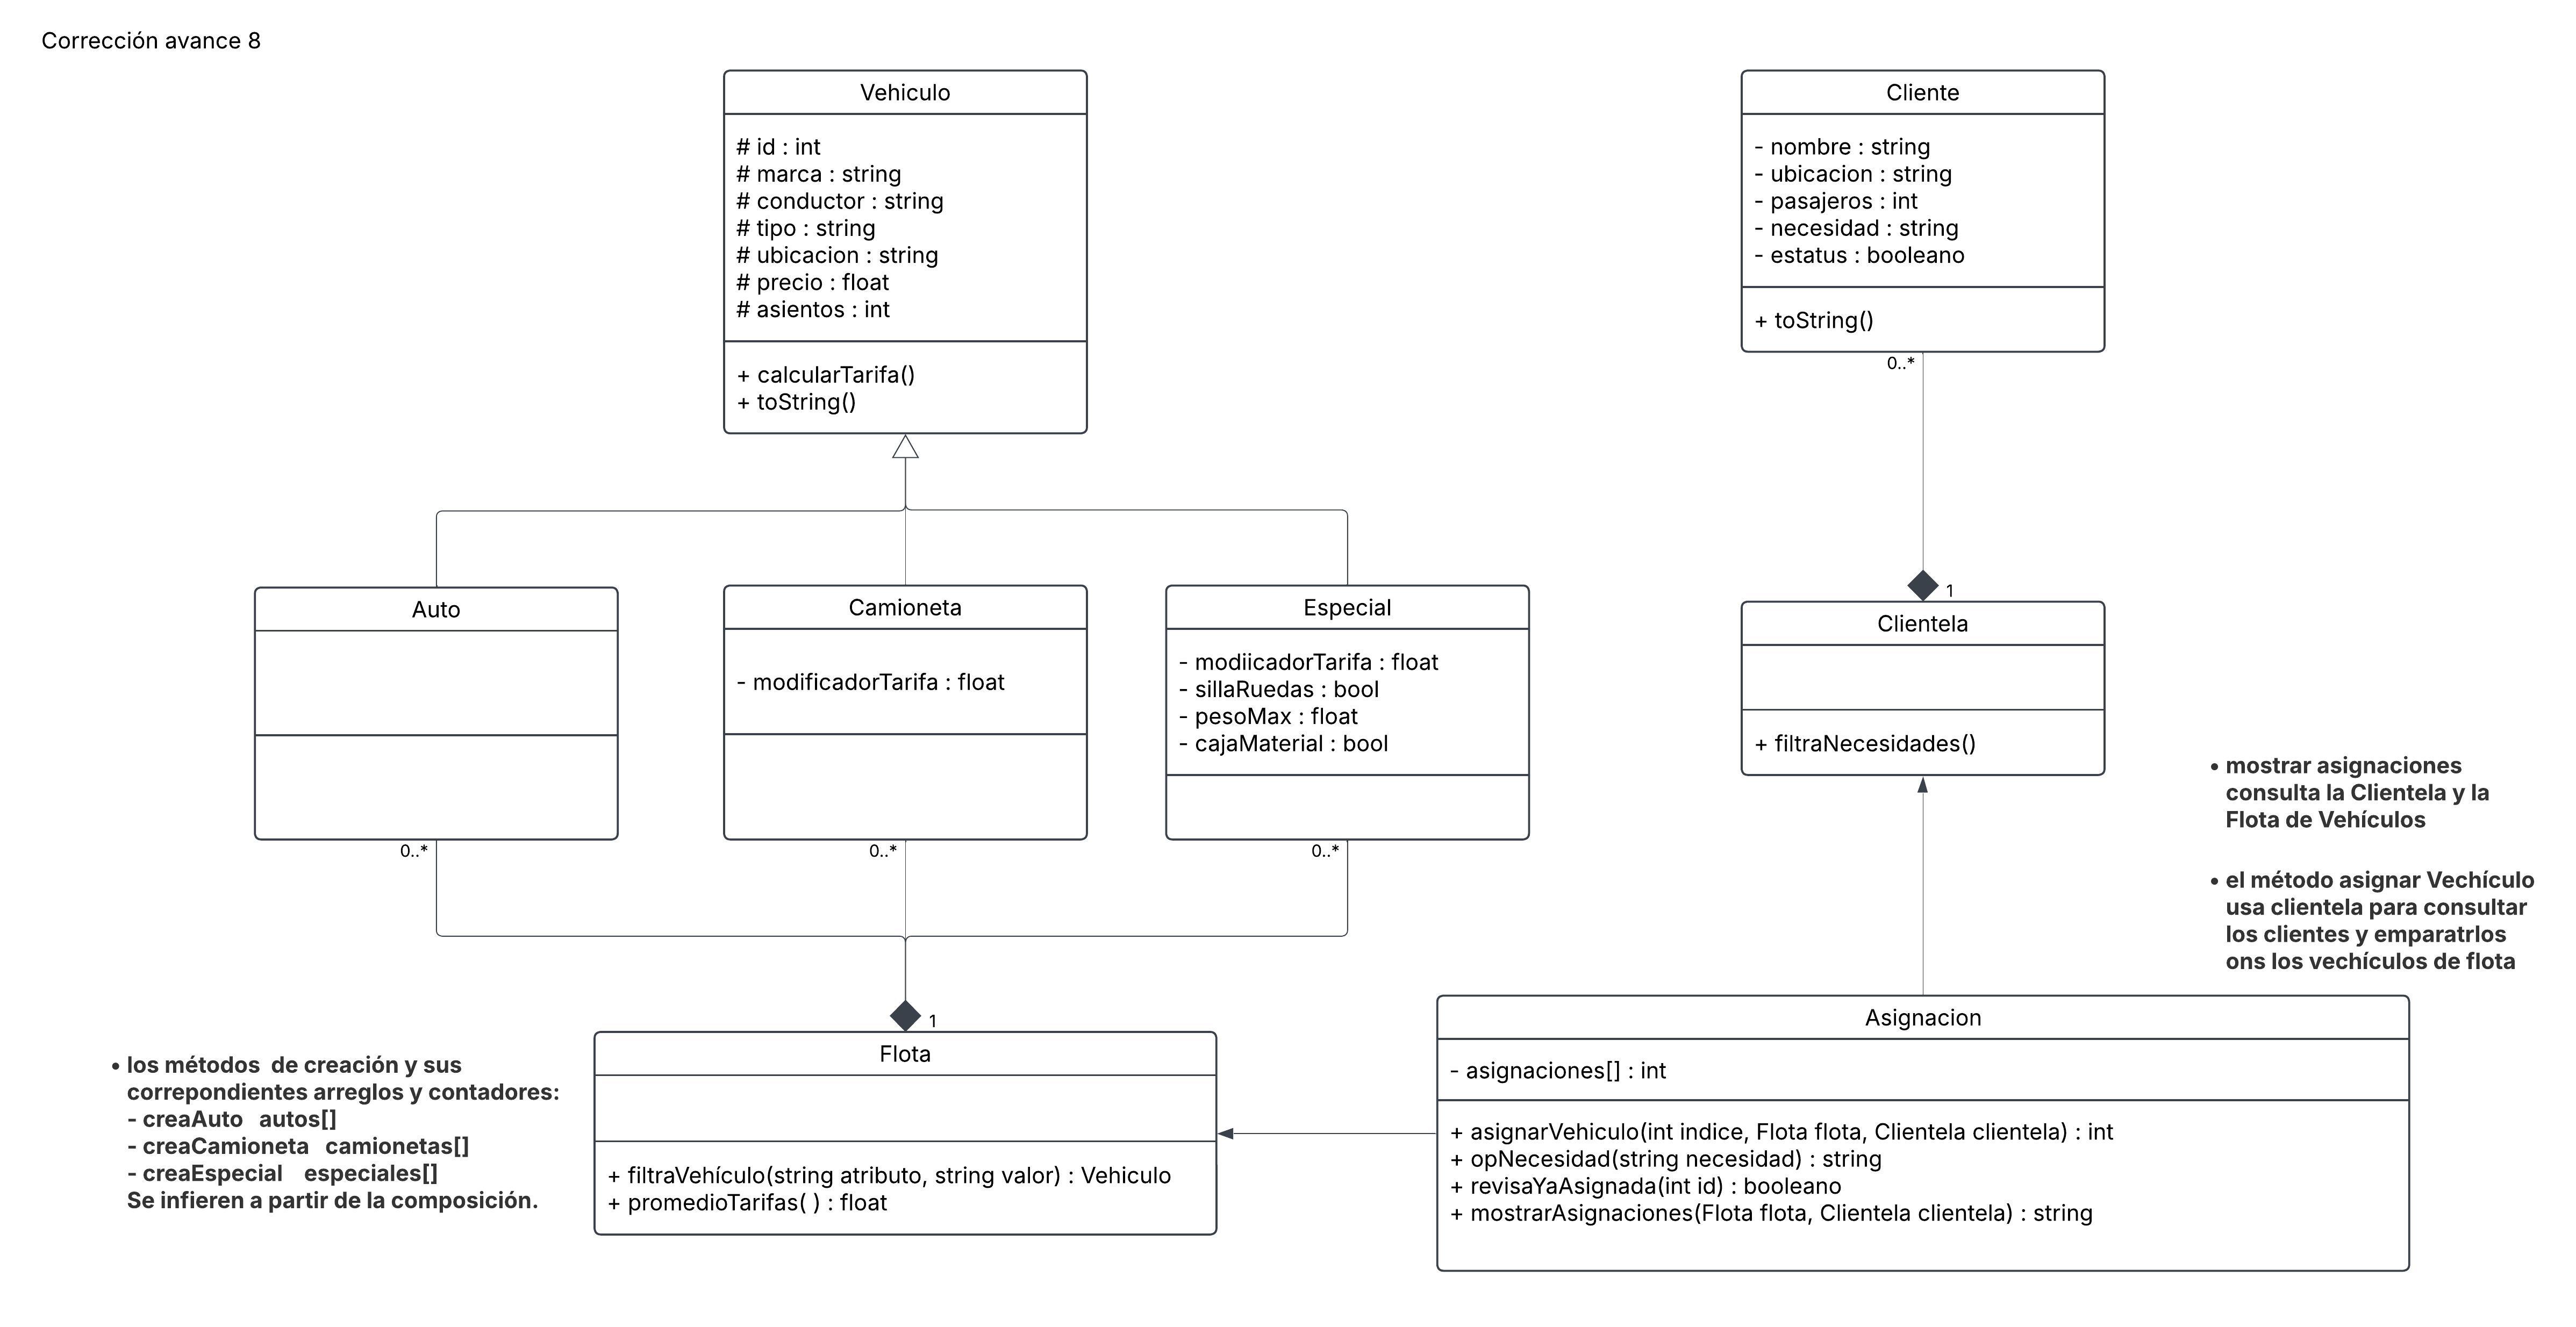 Corrección avance 8
Vehiculo
# id : int
# marca : string
# conductor : string
# tipo : string
# ubicacion : string
# precio : float
# asientos : int
+ calcularTarifa()
+ toString()
Cliente
- nombre : string
- ubicacion : string
- pasajeros : int
- necesidad : string
- estatus : booleano
+ toString()
0..*
1
Auto
0..*
Camioneta
- modificadorTarifa : float
0..*
Especial
- modiicadorTarifa : float
- sillaRuedas : bool
- pesoMax : float
- cajaMaterial : bool
0..*
Clientela
+ filtraNecesidades()
• mostrar asignaciones
consulta la Clientela y la
Flota de Vehículos
• el método asignar Vechículo
usa clientela para consultar
los clientes y emparatrlos
ons los vechículos de flota
• los métodos  de creación y sus
correpondientes arreglos y contadores:
- creaAuto   autos[]
- creaCamioneta   camionetas[]
- creaEspecial    especiales[]
Se infieren a partir de la composición.
1
Flota
+ filtraVehículo(string atributo, string valor) : Vehiculo
+ promedioTarifas( ) : float
Asignacion
- asignaciones[] : int
+ asignarVehiculo(int indice, Flota flota, Clientela clientela) : int
+ opNecesidad(string necesidad) : string
+ revisaYaAsignada(int id) : booleano
+ mostrarAsignaciones(Flota flota, Clientela clientela) : string